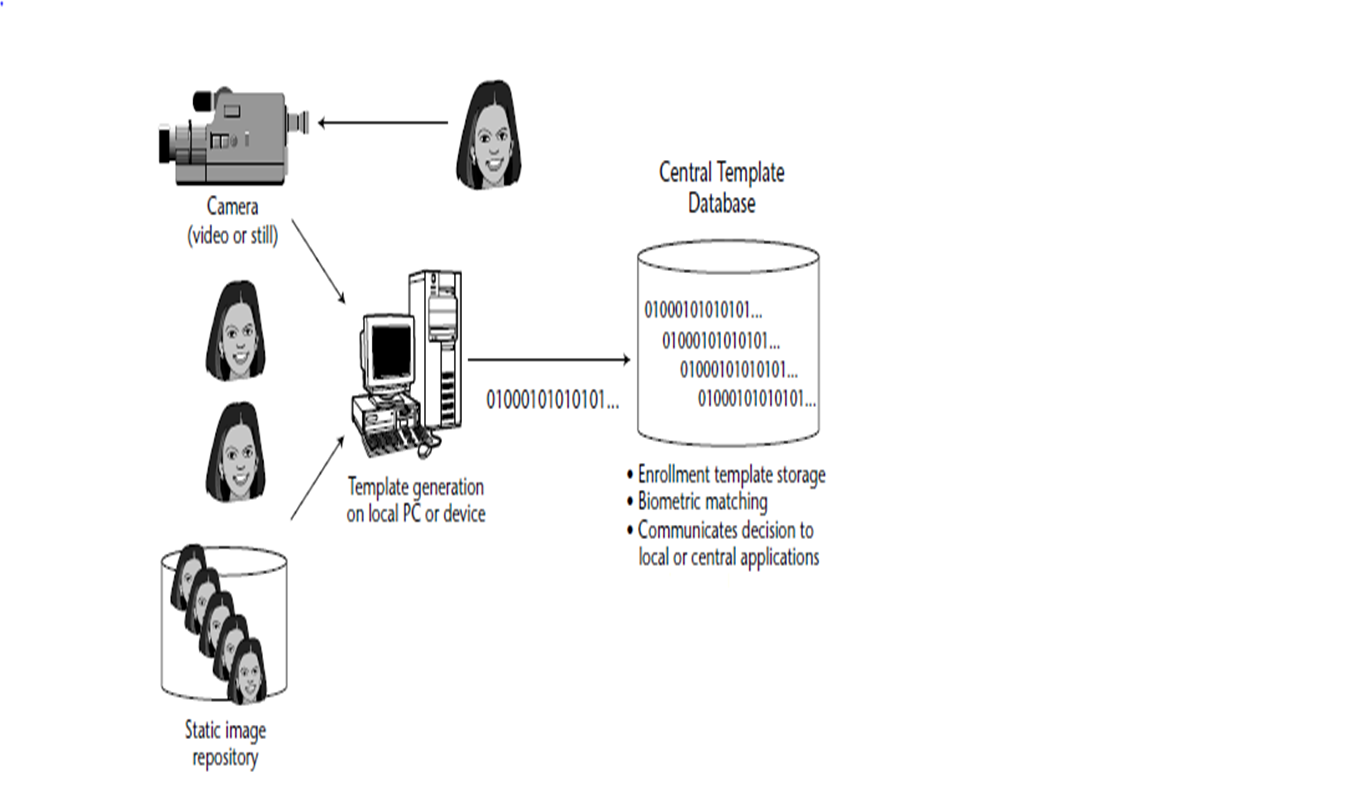 Camera
(video or still)
Central Template
Database
01000101010101...
01000101010101...
01000101010101...
01000101010101...
01000101010101...
Template generation
on local PC or device
• Enrollment template storage
• Biometric matching
• Communicates decision to
local or central applications
Static image
repository